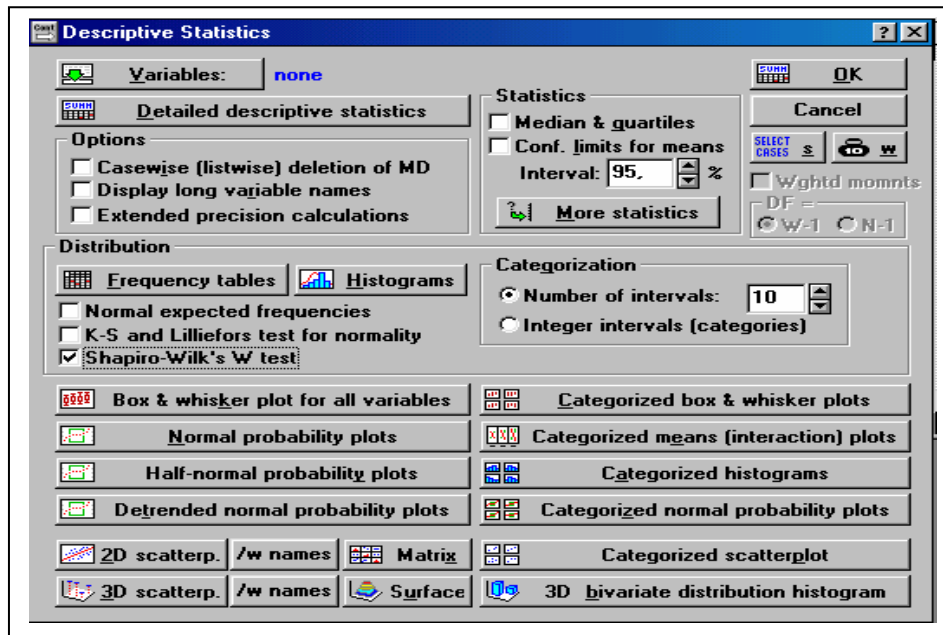 Descriptive Statistics
Variables: none
SUMM Detailed descriptive statistics
Options
Casewise (listwise) deletion of MD
Display long variable names
Extended precision calculations
Statistics
Median & quartiles
Conf. limits for means
Interval: 95, %
More statistics
SUMM OK
Cancel
SELECT CASES S W
Wghtd momnts
DF =
W-1 N-1
Distribution
Frequency tables Histograms
Normal expected frequencies
K-S and Lilliefors test for normality
Shapiro-Wilk's W test
Categorization
Number of intervals: 10
Integer intervals (categories)
Box & whisker plot for all variables
Categorized box & whisker plots
Normal probability plots
Categorized means (interaction) plots
Half-normal probability plots
Categorized histograms
Detrended normal probability plots
Categorized normal probability plots
2D scatterp. /w names Matrix
Categorized scatterplot
3D scatterp. /w names Surface
3D bivariate distribution histogram